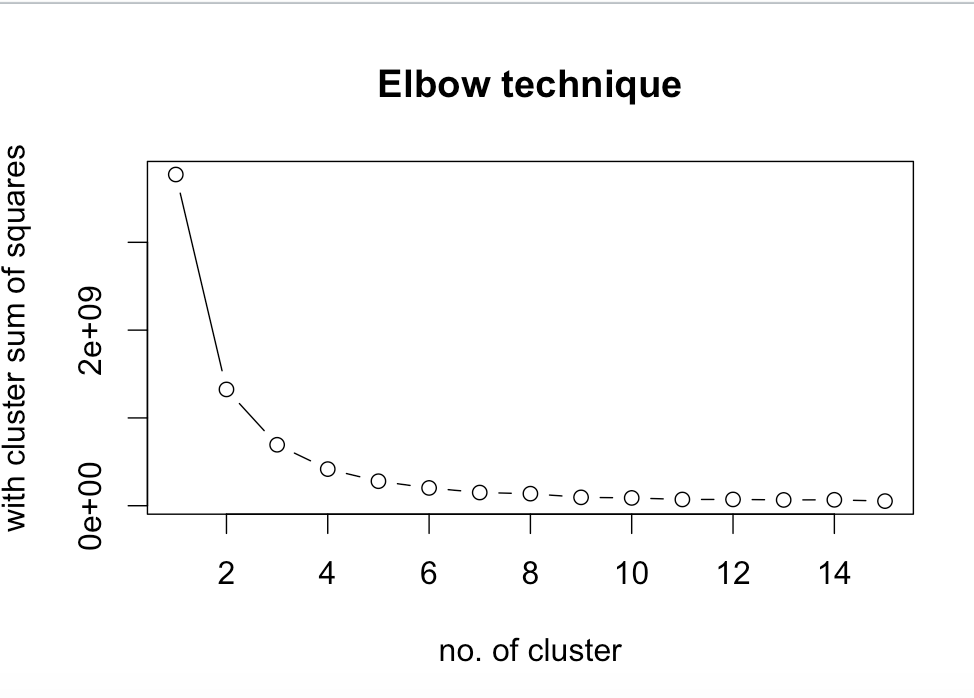 Elbow technique
with cluster sum of squares
2e+09
0e+00
2 4 6 8 10 12 14
no. of cluster